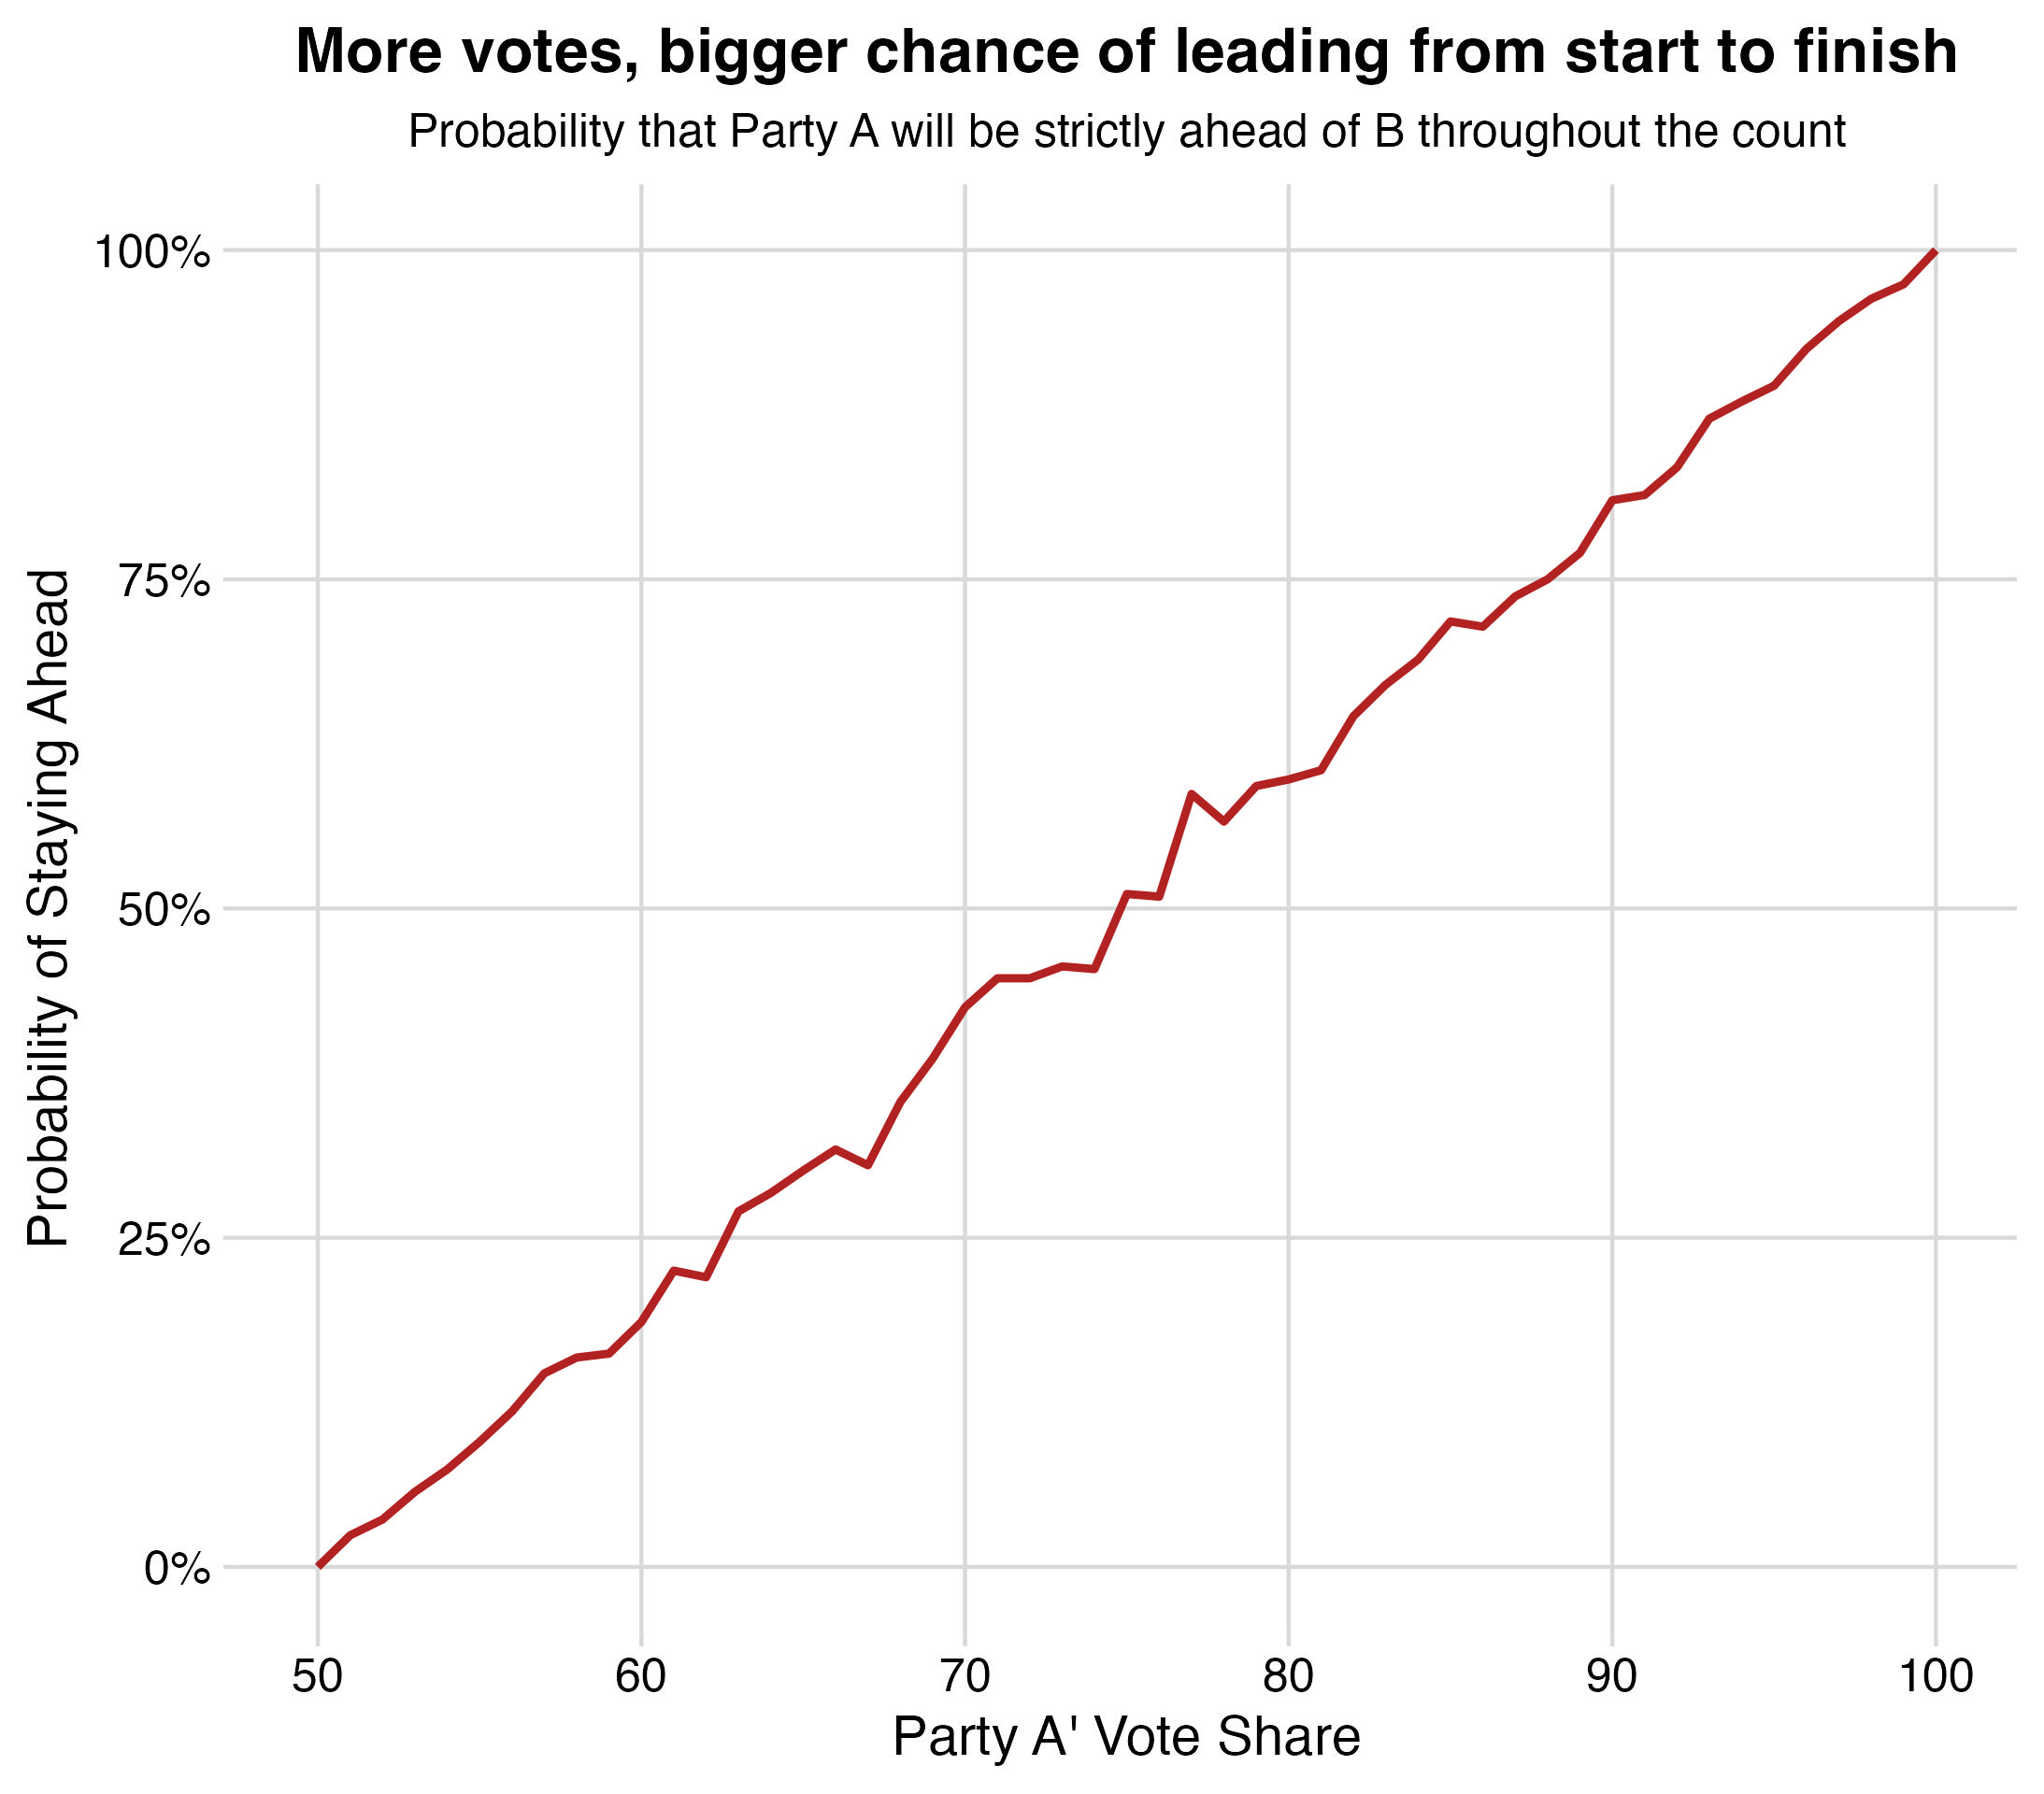 More votes, bigger chance of leading from start to finish
Probability that Party A will be strictly ahead of B throughout the count
Probability of Staying Ahead
100%
75%
50%
25%
0%
50 60 70 80 90 100
Party A' Vote Share